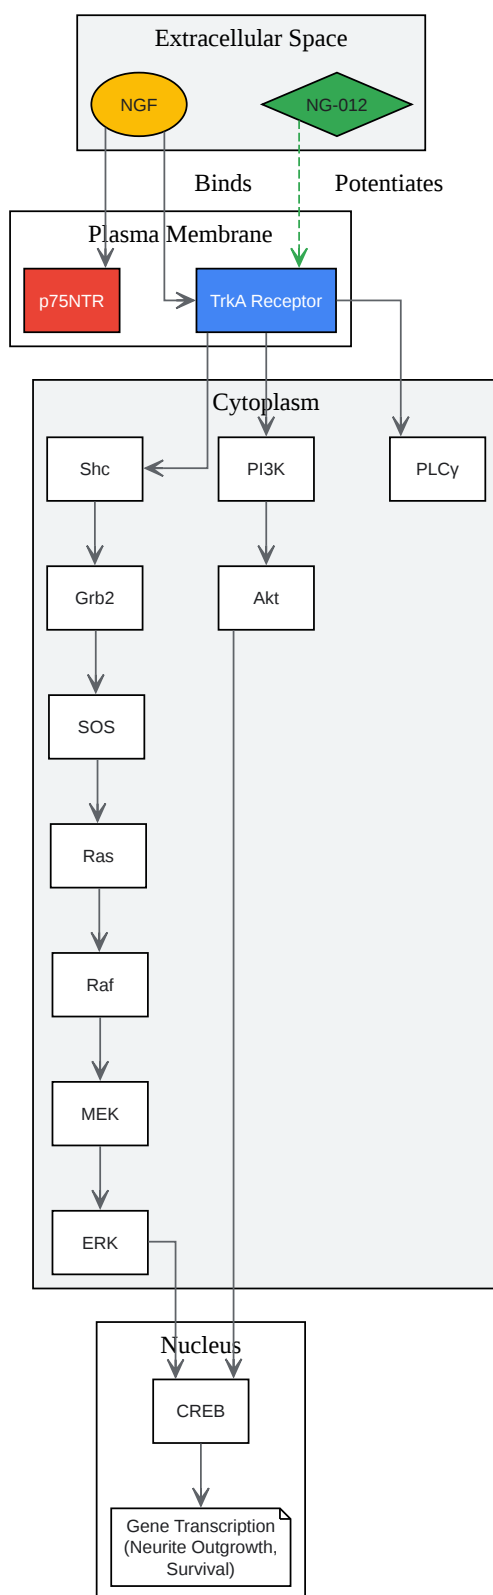 Extracellular Space
NGF
NG-012
Binds
Potentiates
Plasma Membrane
p75NTR
TrkA Receptor
Cytoplasm
Shc
PI3K
PLCγ
Grb2
Akt
SOS
Ras
Raf
MEK
ERK
Nucleus
CREB
Gene Transcription
(Neurite Outgrowth,
Survival)